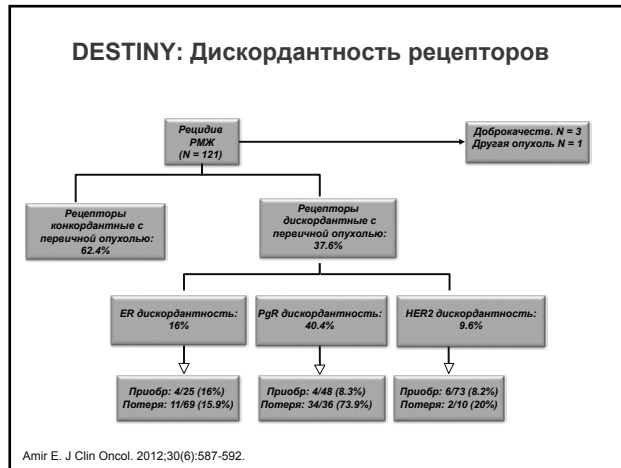 DESTINY: Дискордантность рецепторов
Рецидив
РМЖ
(N = 121)
Доброкачеств. N = 3
Другая опухоль N = 1
Рецепторы
конкордантные с
первичной опухолью:
62.4%
Рецепторы
дискордантные с
первичной опухолью:
37.6%
ER дискордантность:
16%
PgR дискордантность:
40.4%
HER2 дискордантность:
9.6%
Приобр: 4/25 (16%)
Потеря: 11/69 (15.9%)
Приобр: 4/48 (8.3%)
Потеря: 34/36 (73.9%)
Приобр: 6/73 (8.2%)
Потеря: 2/10 (20%)
Amir E. J Clin Oncol. 2012;30(6):587-592.